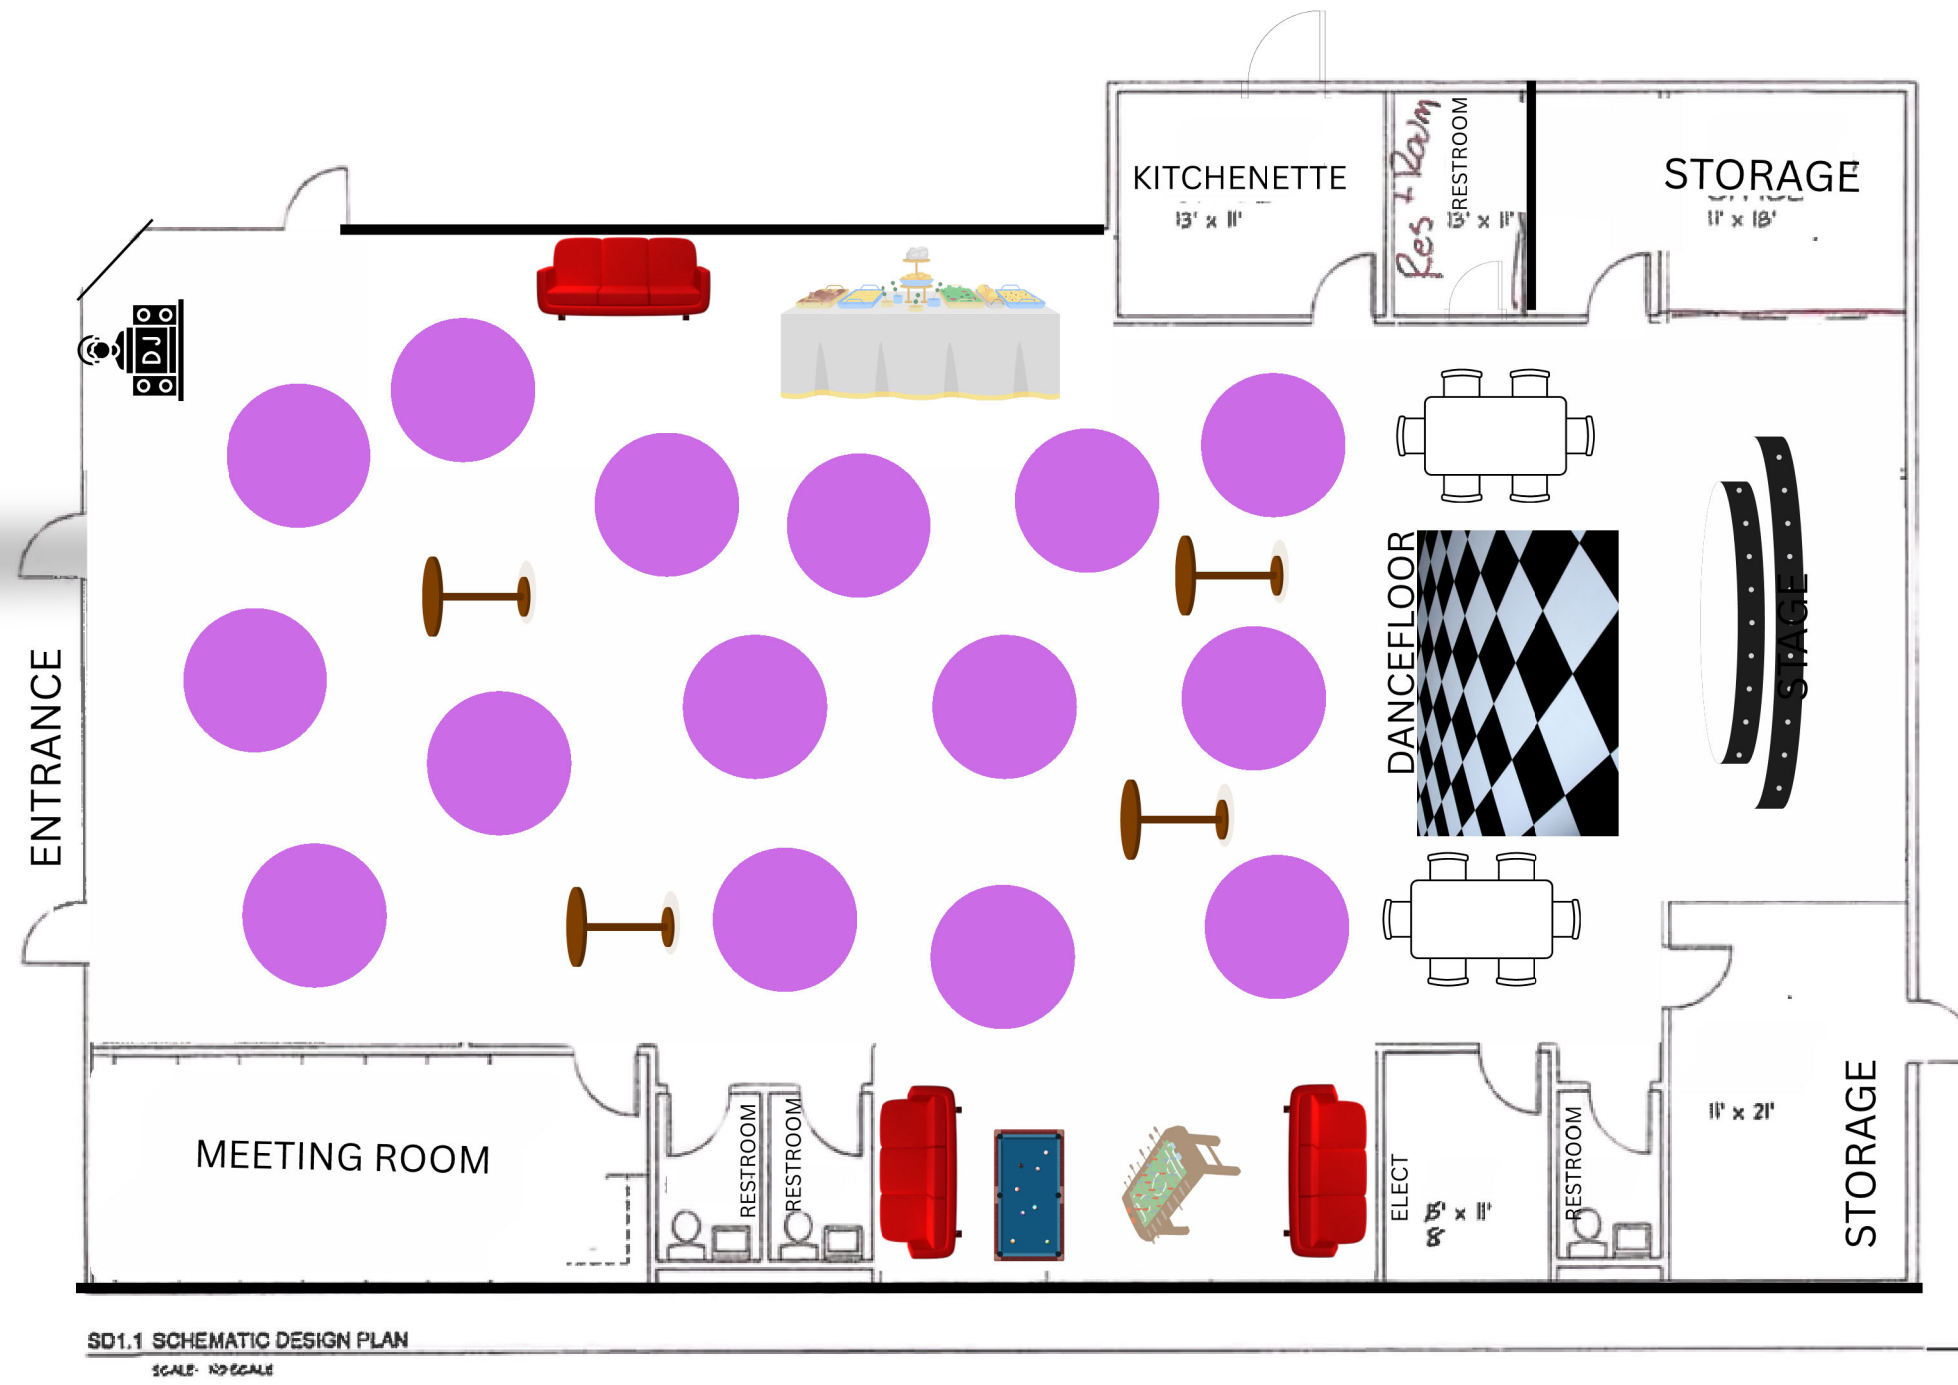 KITCHENETTE
13' x 11'
Rest Room
RESTROOM
13' x 11'
STORAGE
11' x 18'
DJ
DANCEFLOOR
STAGE
ENTRANCE
MEETING ROOM
RESTROOM
RESTROOM
ELECT
x 11'
8'
RESTROOM
11' x 21'
STORAGE
SD1.1 SCHEMATIC DESIGN PLAN
SCALE- NO SCALE